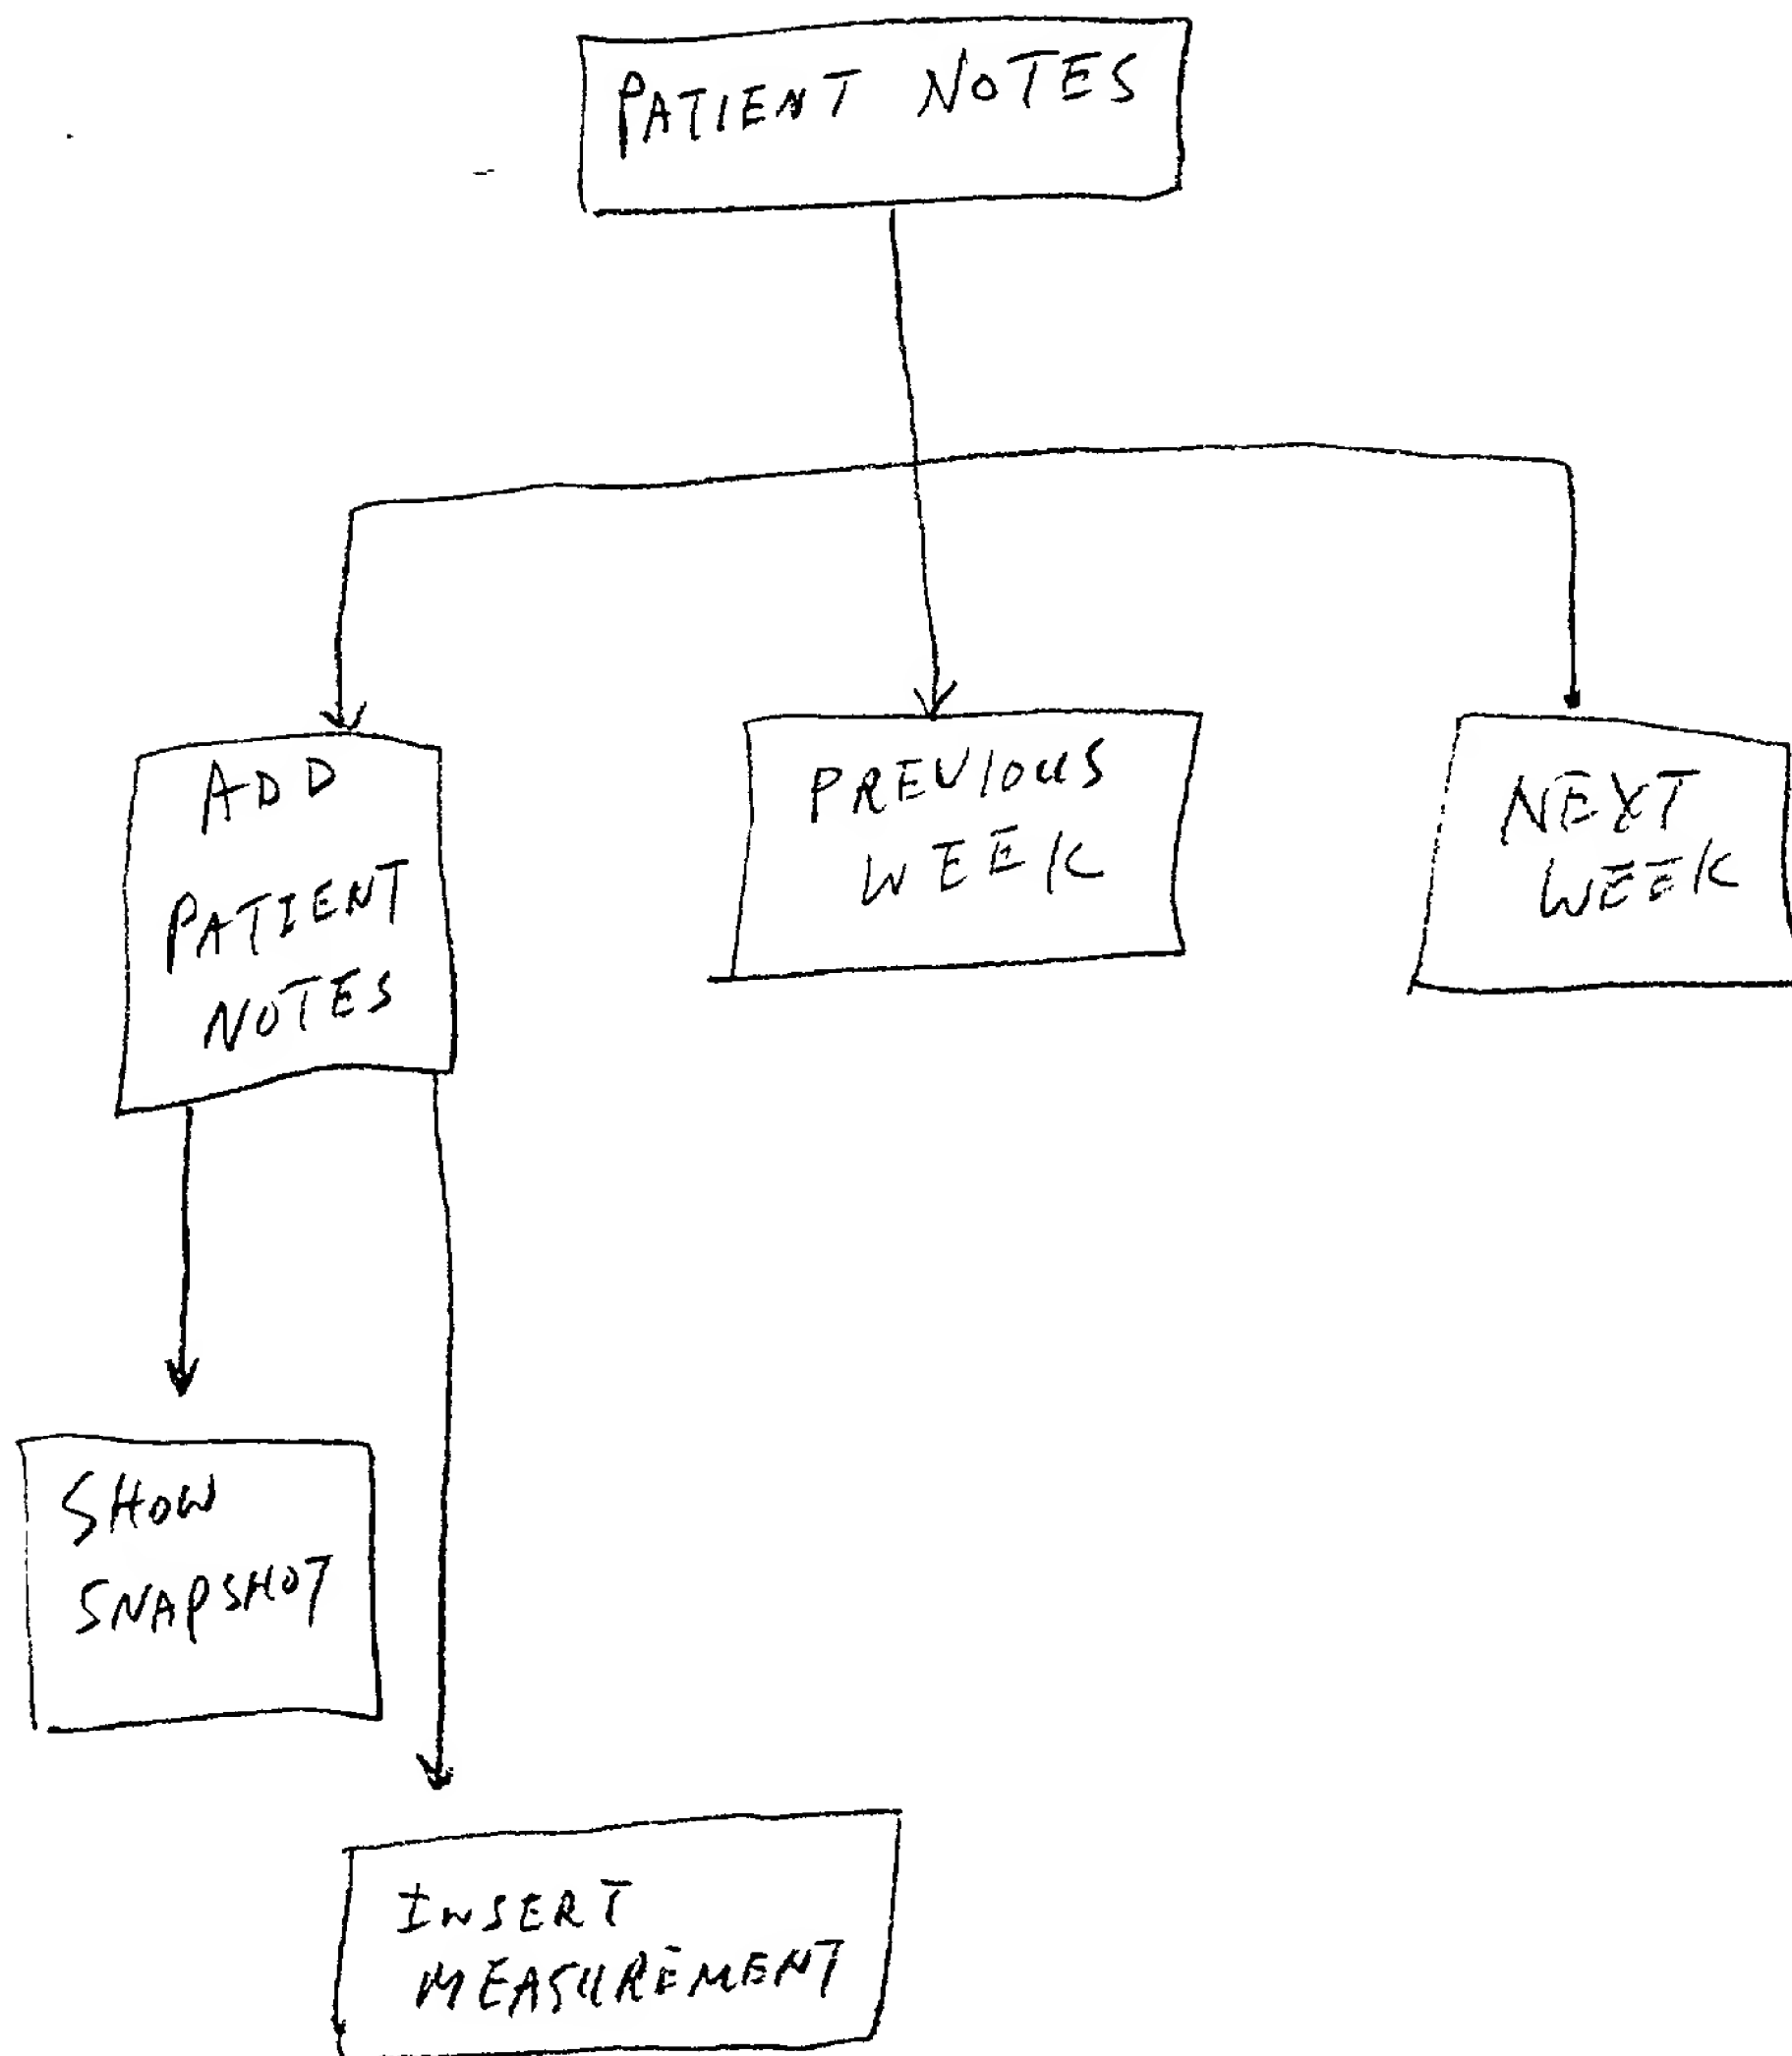 PATIENT NOTES
ADD
PATIENT
NOTES
PREVIOUS
WEEK
NEXT
WEEK
SHOW
SNAPSHOT
INSERT
MEASUREMENT